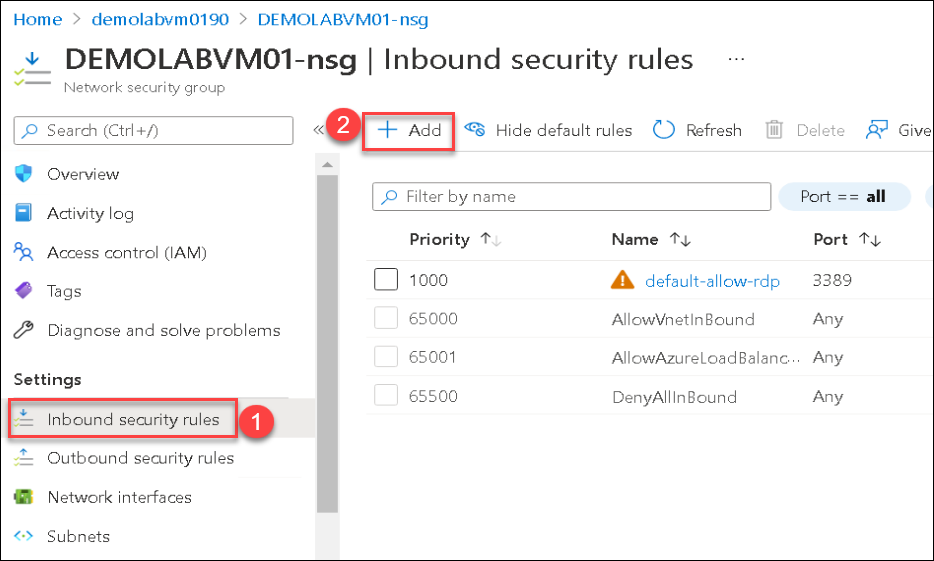 Home > demolabvm0190 > DEMOLABVM01-nsg
DEMOLABVM01-nsg | Inbound security rules ...
Network security group
Search (Ctrl+/)
«
2
+ Add
Hide default rules
Refresh
Delete
Give
Overview
Activity log
Access control (IAM)
Tags
Diagnose and solve problems
Settings
Inbound security rules
1
Outbound security rules
Network interfaces
Subnets
Filter by name
Port == all
Priority ↑↓ Name ↑↓ Port ↑↓
1000 default-allow-rdp 3389
65000 AllowVnetInBound Any
65001 AllowAzureLoadBalanc... Any
65500 DenyAllInBound Any